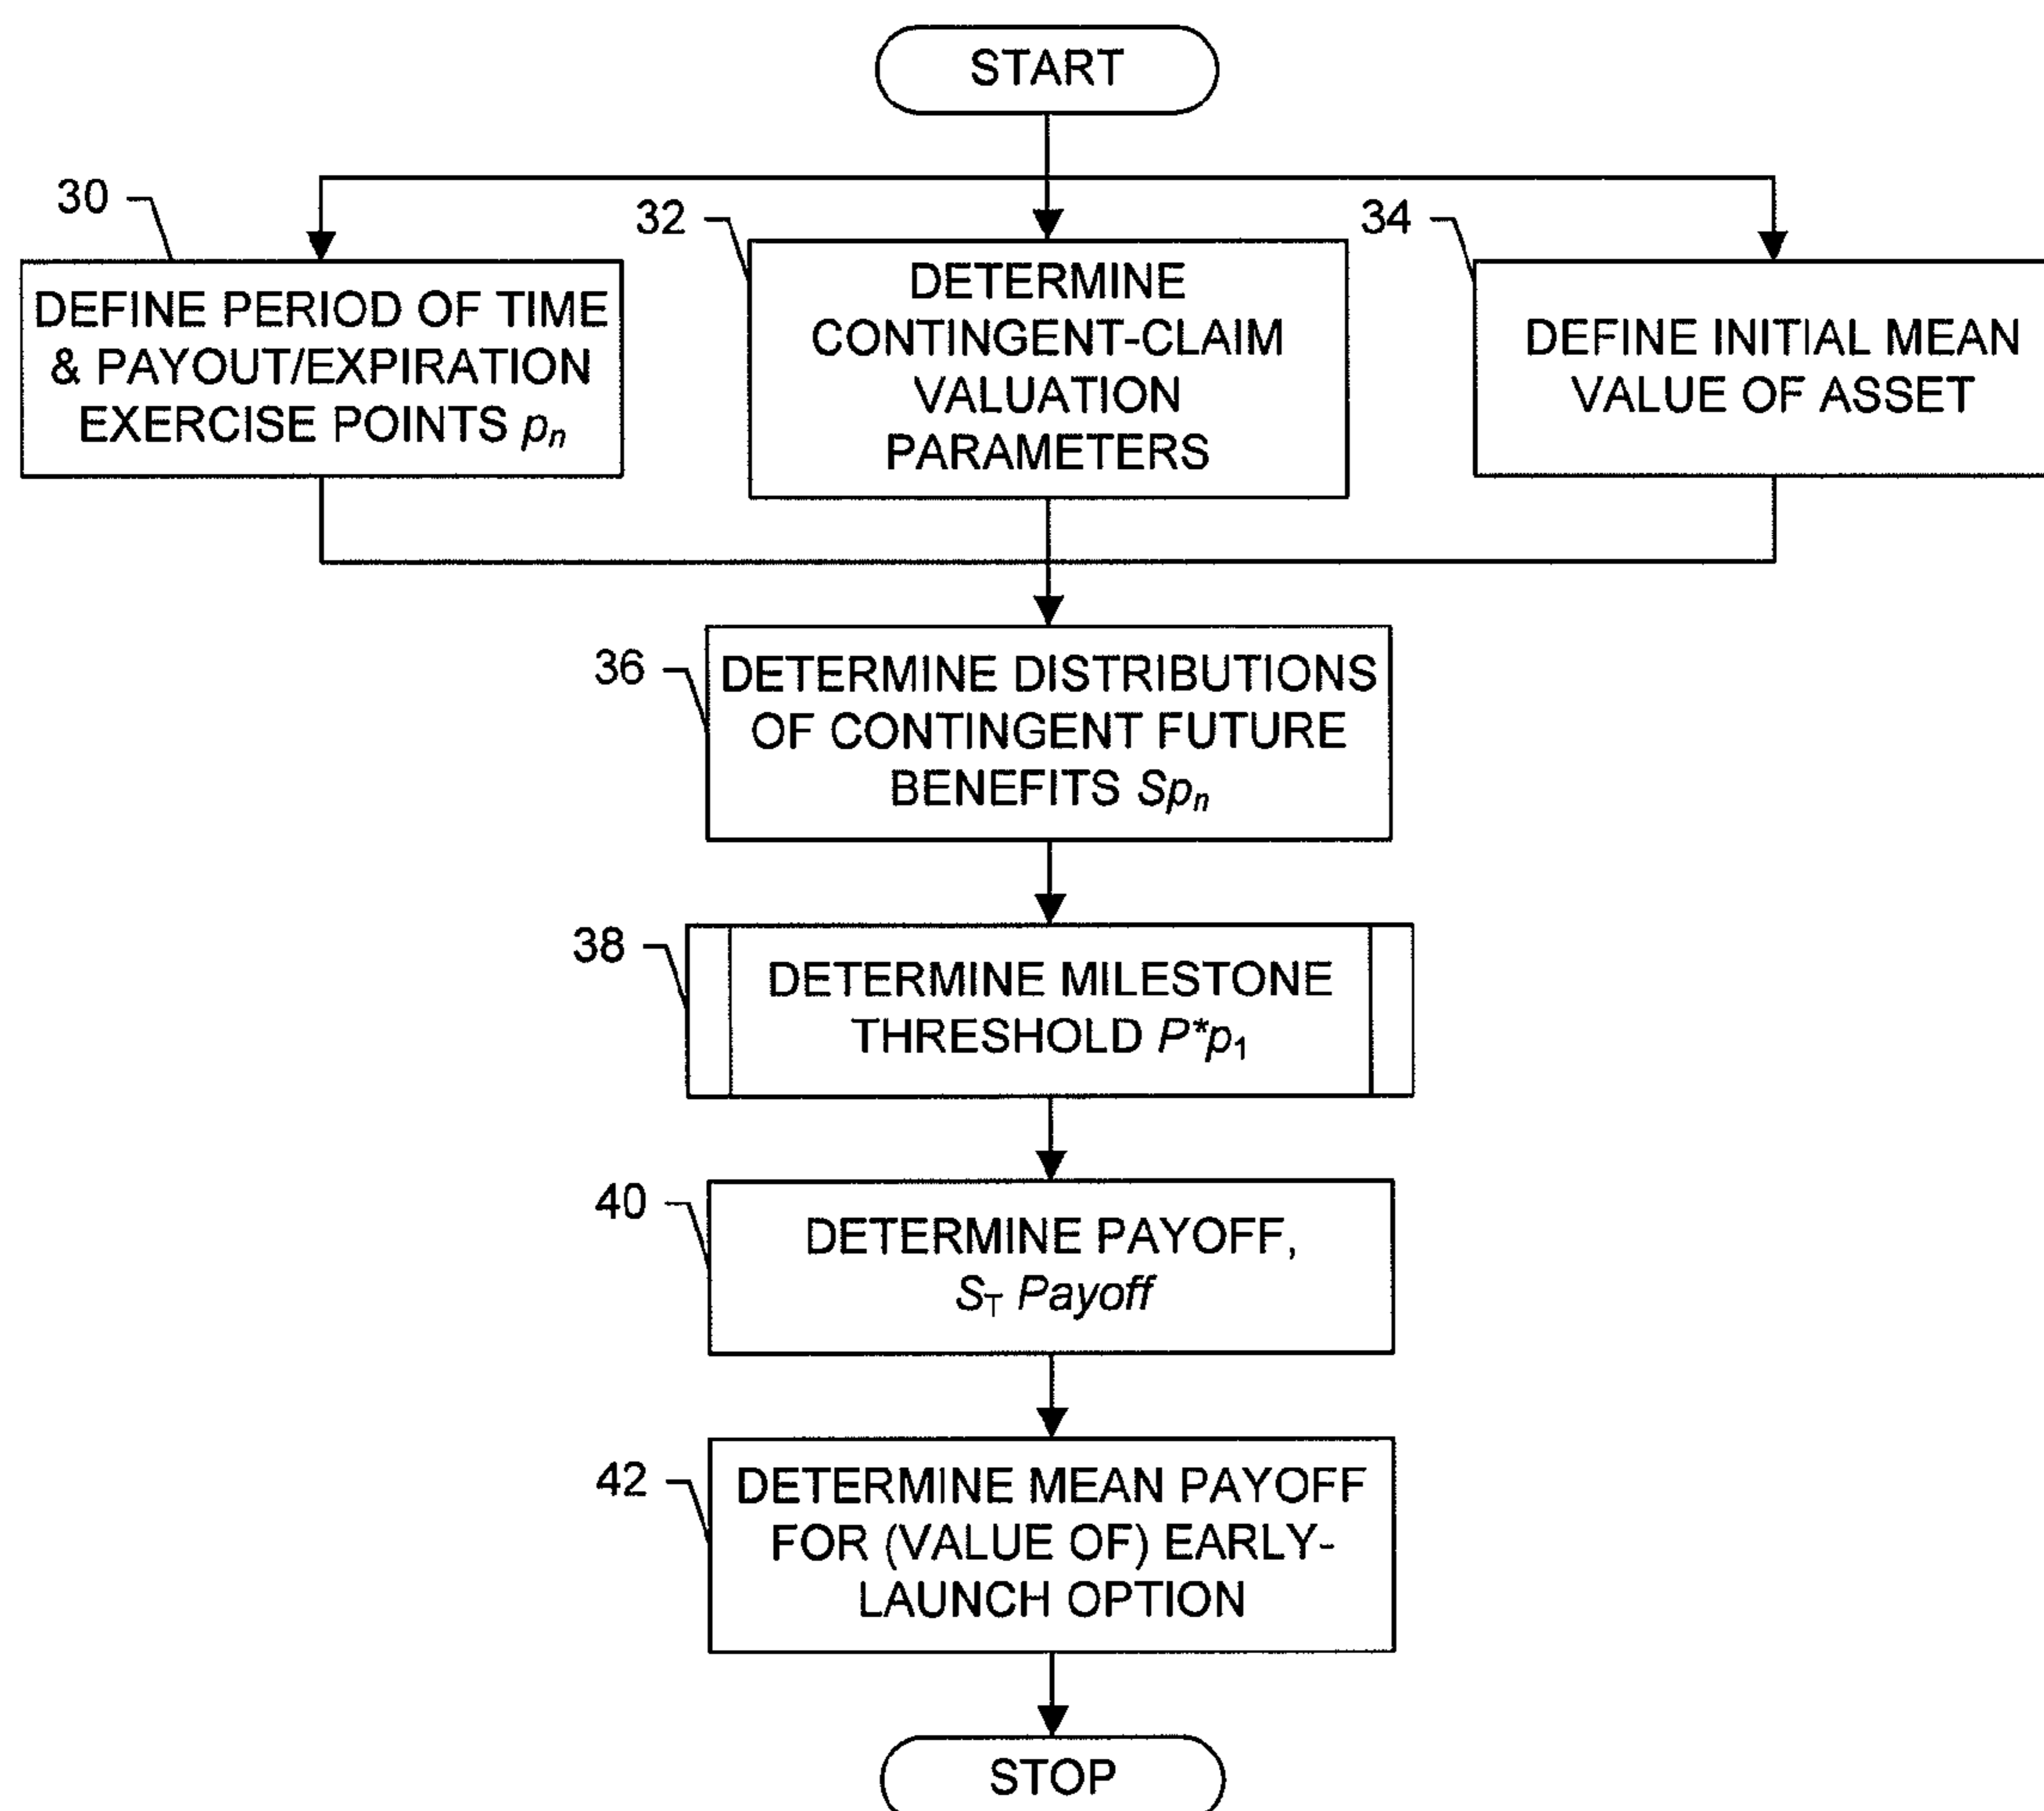 START
30
DEFINE PERIOD OF TIME
& PAYOUT/EXPIRATION
EXERCISE POINTS pn
32
DETERMINE
CONTINGENT-CLAIM
VALUATION
PARAMETERS
34
DEFINE INITIAL MEAN
VALUE OF ASSET
36
DETERMINE DISTRIBUTIONS
OF CONTINGENT FUTURE
BENEFITS Spn
38
DETERMINE MILESTONE
THRESHOLD P*p1
40
DETERMINE PAYOFF,
ST Payoff
42
DETERMINE MEAN PAYOFF
FOR (VALUE OF) EARLY-
LAUNCH OPTION
STOP